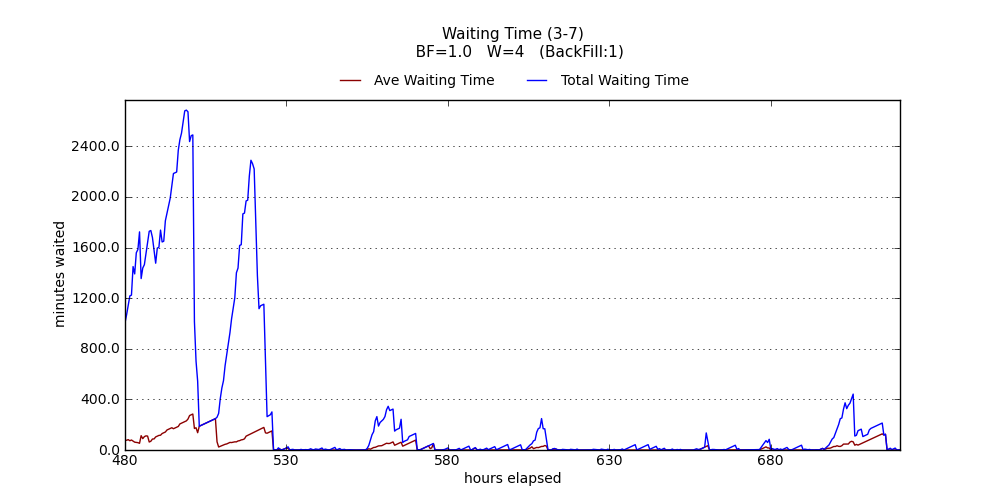 Waiting Time (3-7)
BF=1.0 W=4 (BackFill:1)
Ave Waiting Time
Total Waiting Time
2400.0
2000.0
1600.0
1200.0
800.0
400.0
0.0
minutes waited
480
530
580
630
680
hours elapsed